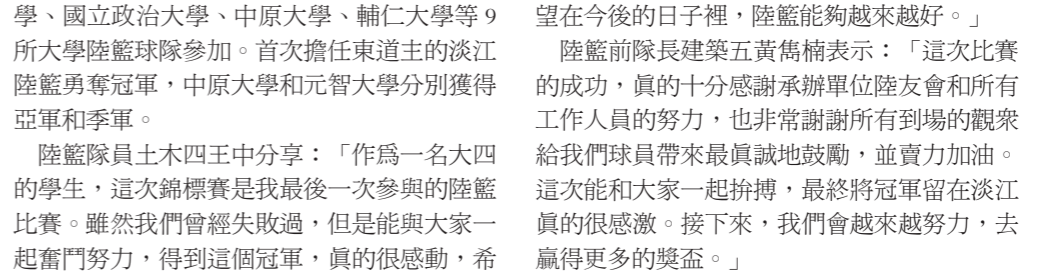 學、國立政治大學、中原大學、輔仁大學等 9
所大學陸籃球隊參加。首次擔任東道主的淡江
陸籃勇奪冠軍，中原大學和元智大學分別獲得
亞軍和季軍。
陸籃隊員土木四王中分享：「作為一名大四
的學生，這次錦標賽是我最後一次參與的陸籃
比賽。雖然我們曾經失敗過，但是能與大家一
起奮鬥努力，得到這個冠軍，眞的很感動，希
望在今後的日子裡，陸籃能夠越來越好。」
陸籃前隊長建築五黃雋楠表示：「這次比賽
的成功，眞的十分感謝承辦單位陸友會和所有
工作人員的努力，也非常謝謝所有到場的觀衆
給我們球員帶來最眞誠地鼓勵，並賣力加油。
這次能和大家一起拚搏，最終將冠軍留在淡江
眞的很感激。接下來，我們會越來越努力，去
贏得更多的獎盃。」